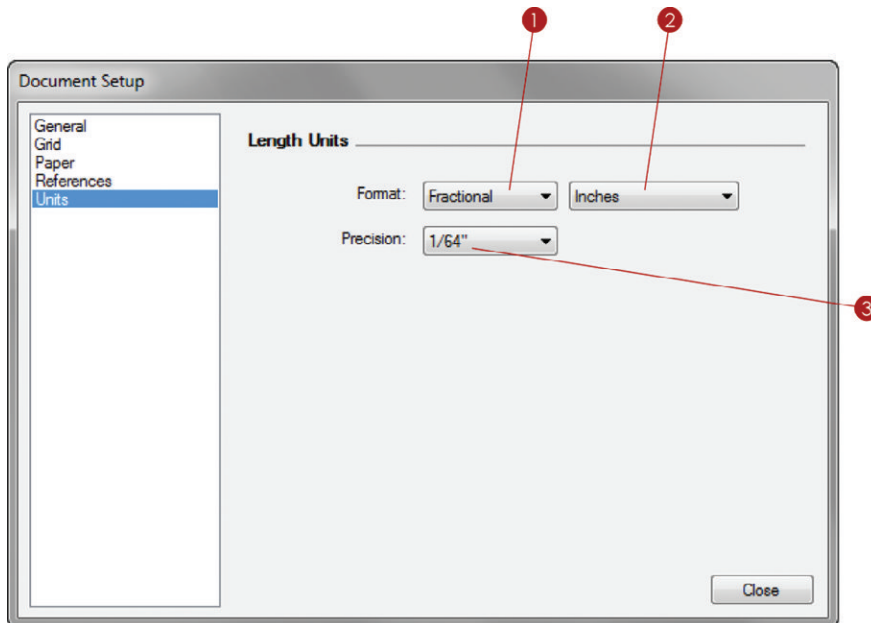 1 2
Document Setup
General
Grid
Paper
References
Units
Length Units
Format: Fractional Inches
Precision: 1/64"
3
Close